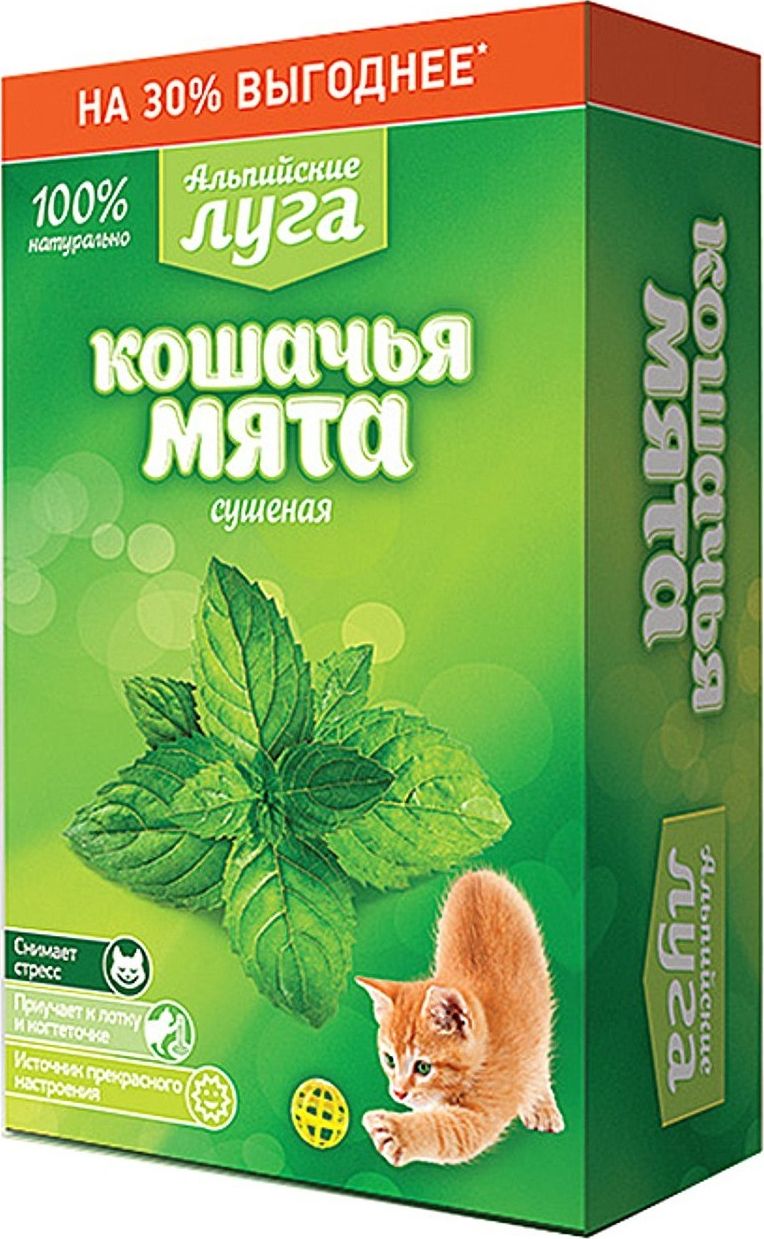 НА 30% ВЫГОДНЕЕ*
100%
натурально
Альпийские
луга
кошачья
мята
сушеная
Снимает
стресс
Приучает к лотку
и когтеточке
Источник прекрасного
настроения
кошачья
мята
Альпийские
луга